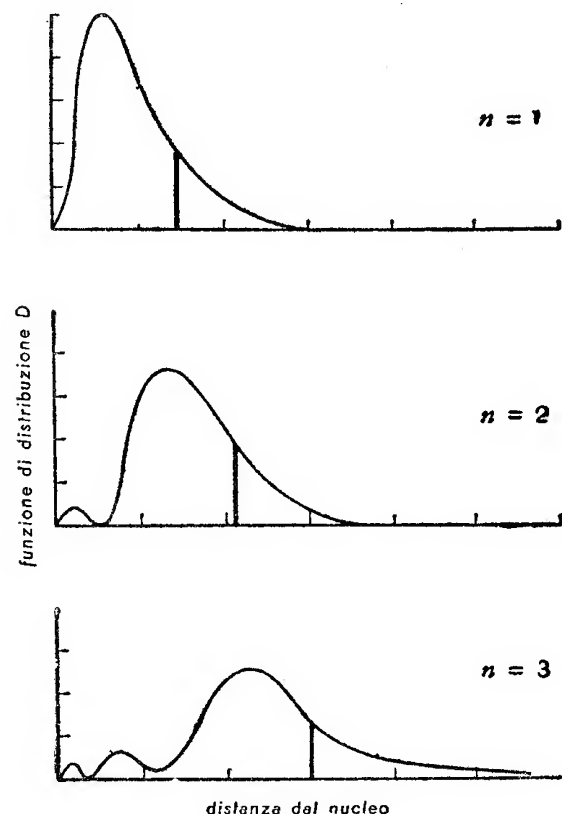 n = 1
funzione di distribuzione D
n = 2
n = 3
distanza dal nucleo